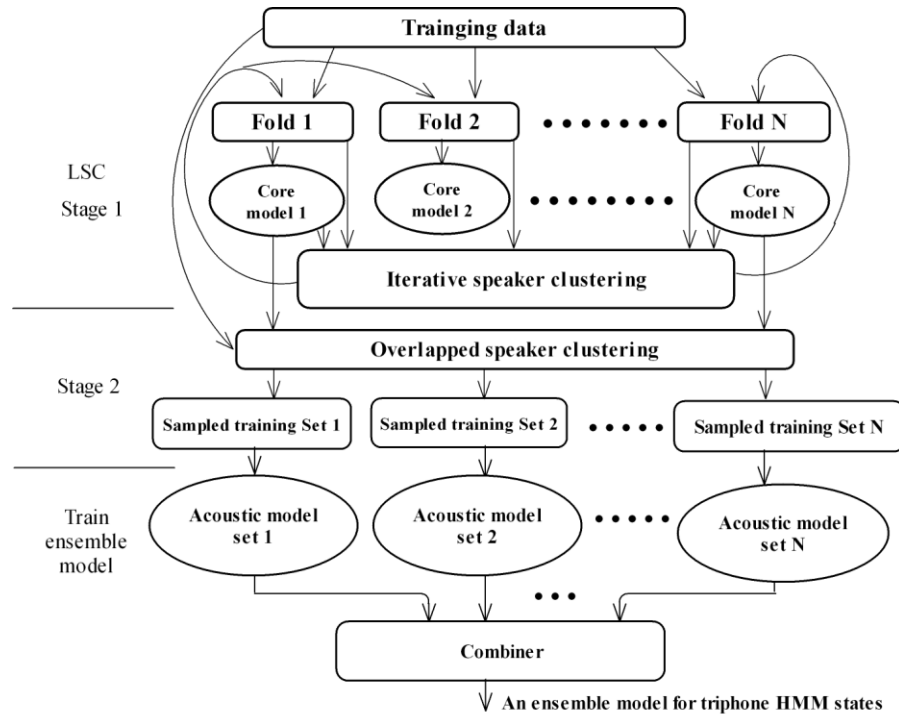 Trainging data
Fold 1
Fold 2
Fold N
LSC
Stage 1
Core
model 1
Core
model 2
Core
model N
Iterative speaker clustering
Overlapped speaker clustering
Stage 2
Sampled training Set 1
Sampled training Set 2
Sampled training Set N
Train
ensemble
model
Acoustic model
set 1
Acoustic model
set 2
Acoustic model
set N
Combiner
An ensemble model for triphone HMM states